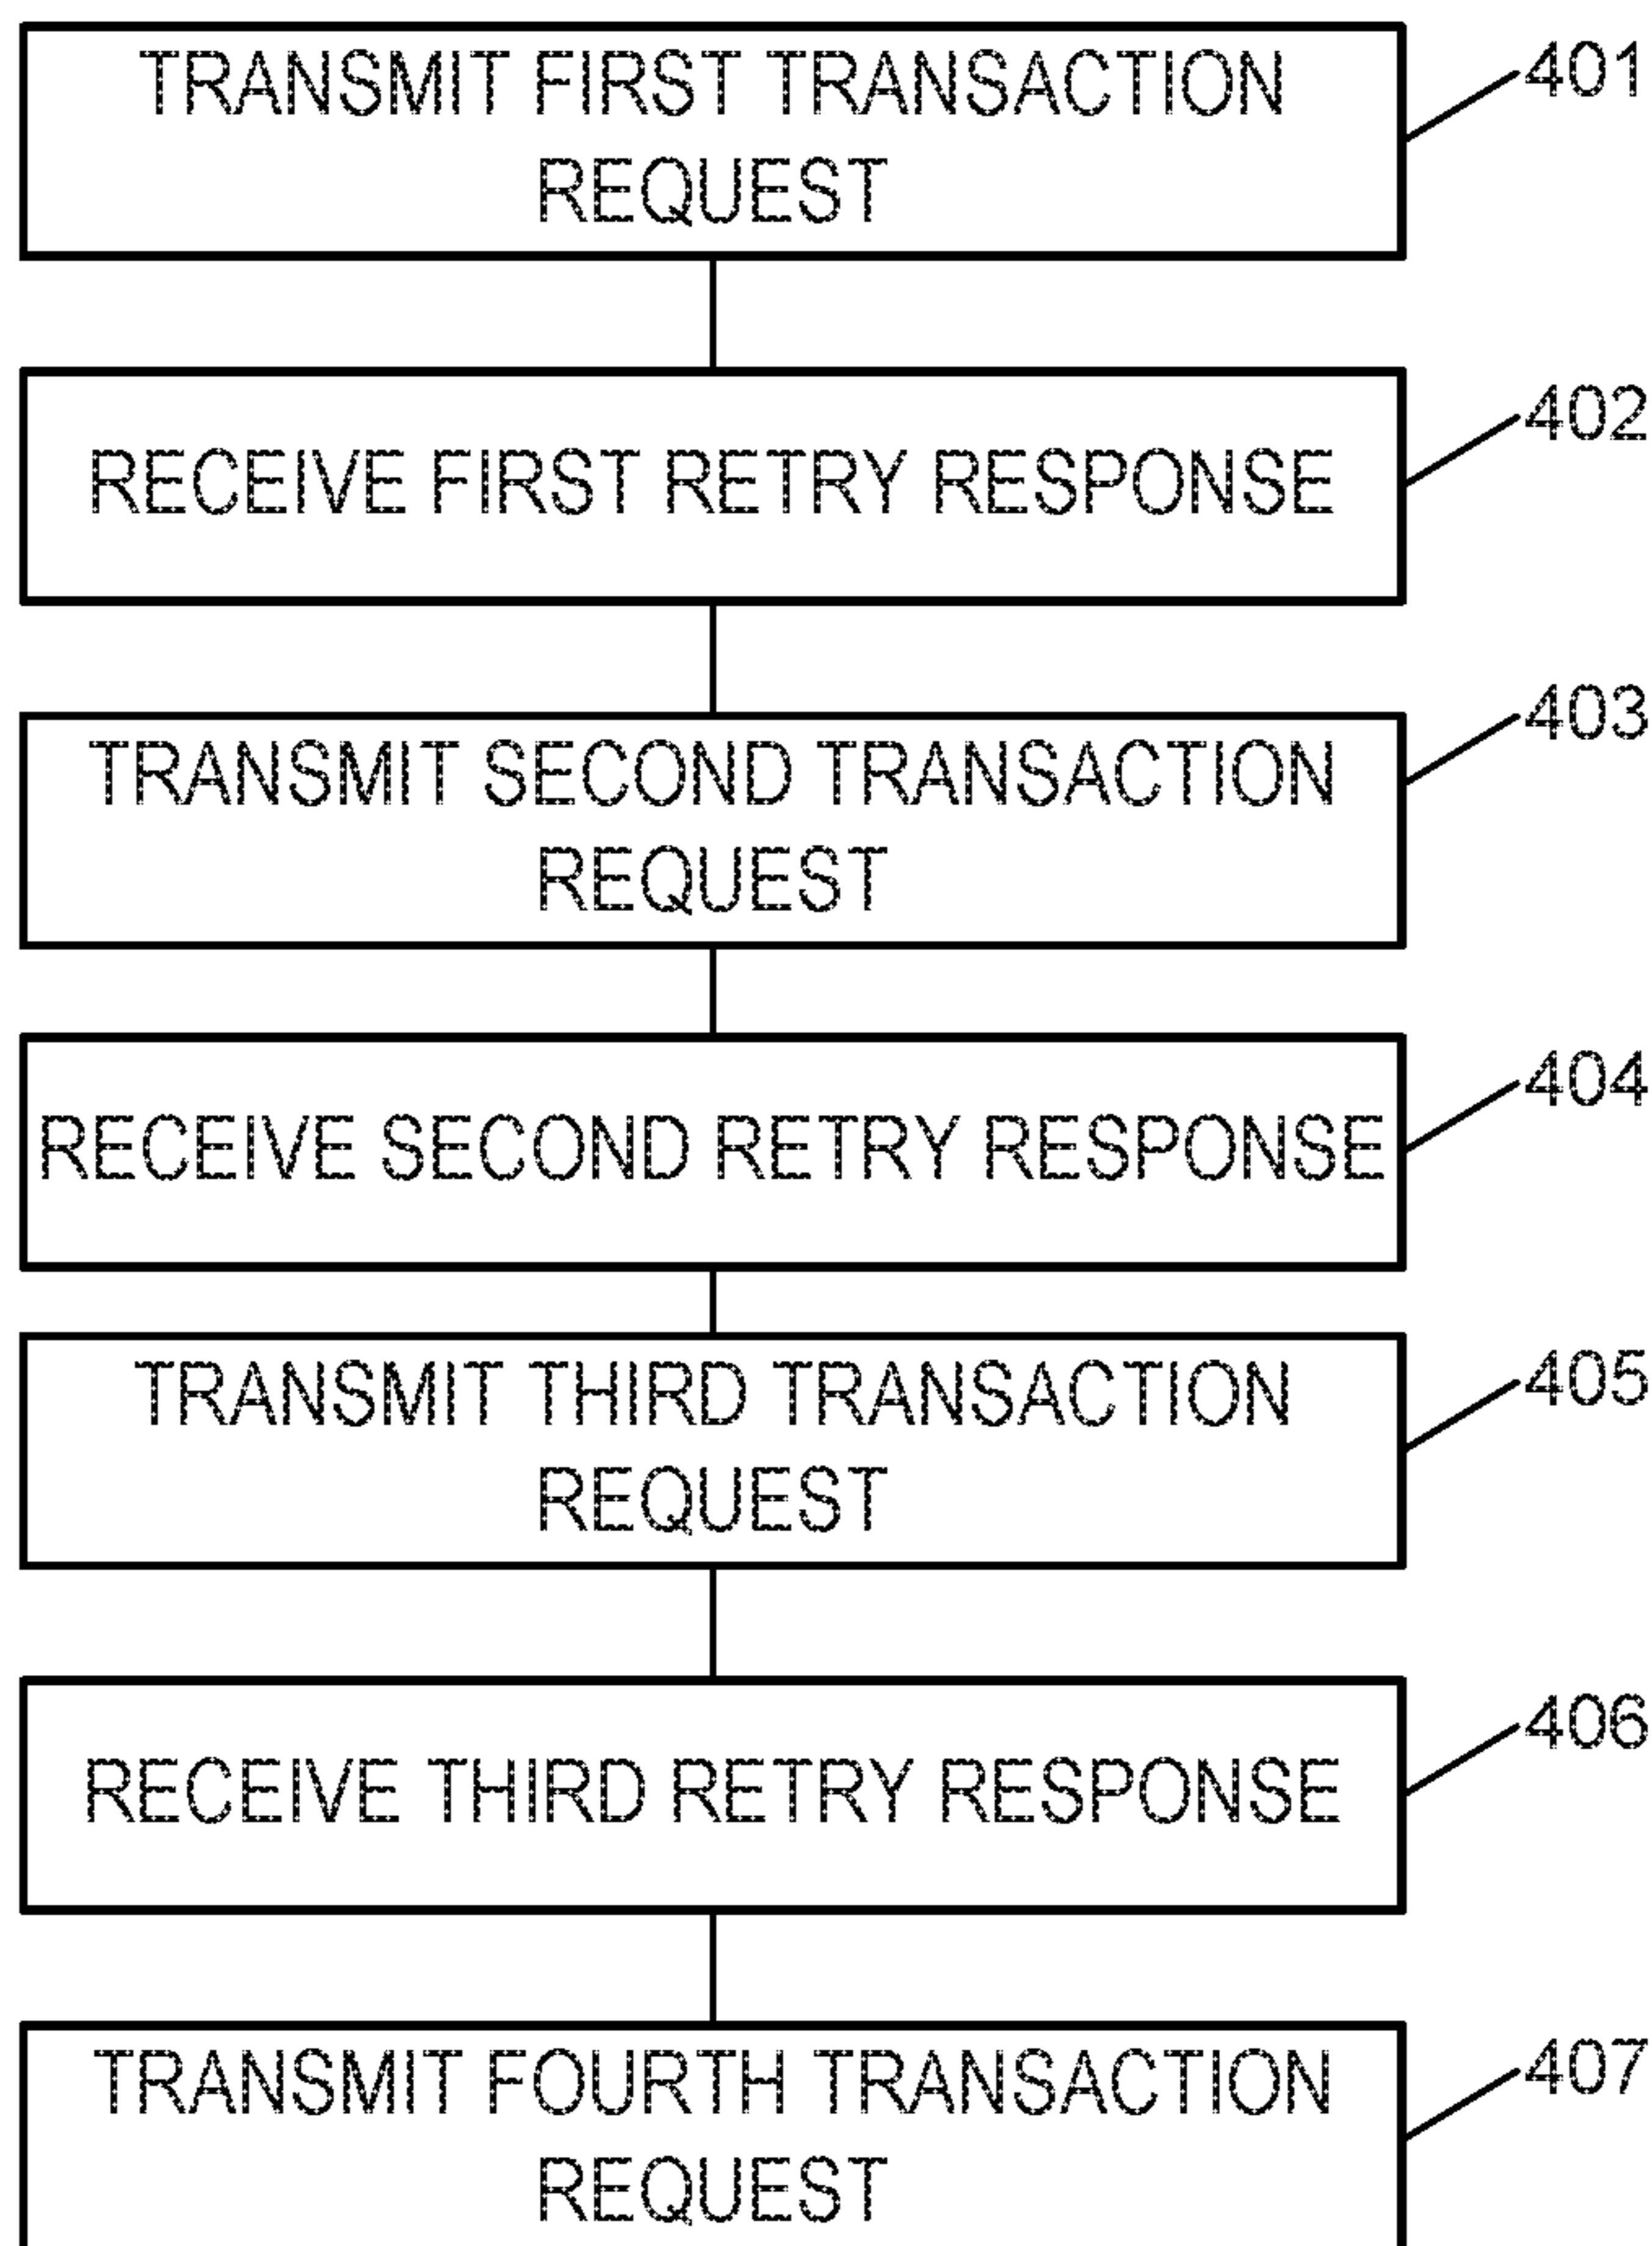 TRANSMIT FIRST TRANSACTION
REQUEST
401
RECEIVE FIRST RETRY RESPONSE
402
TRANSMIT SECOND TRANSACTION
REQUEST
403
RECEIVE SECOND RETRY RESPONSE
404
TRANSMIT THIRD TRANSACTION
REQUEST
405
RECEIVE THIRD RETRY RESPONSE
406
TRANSMIT FOURTH TRANSACTION
REQUEST
407